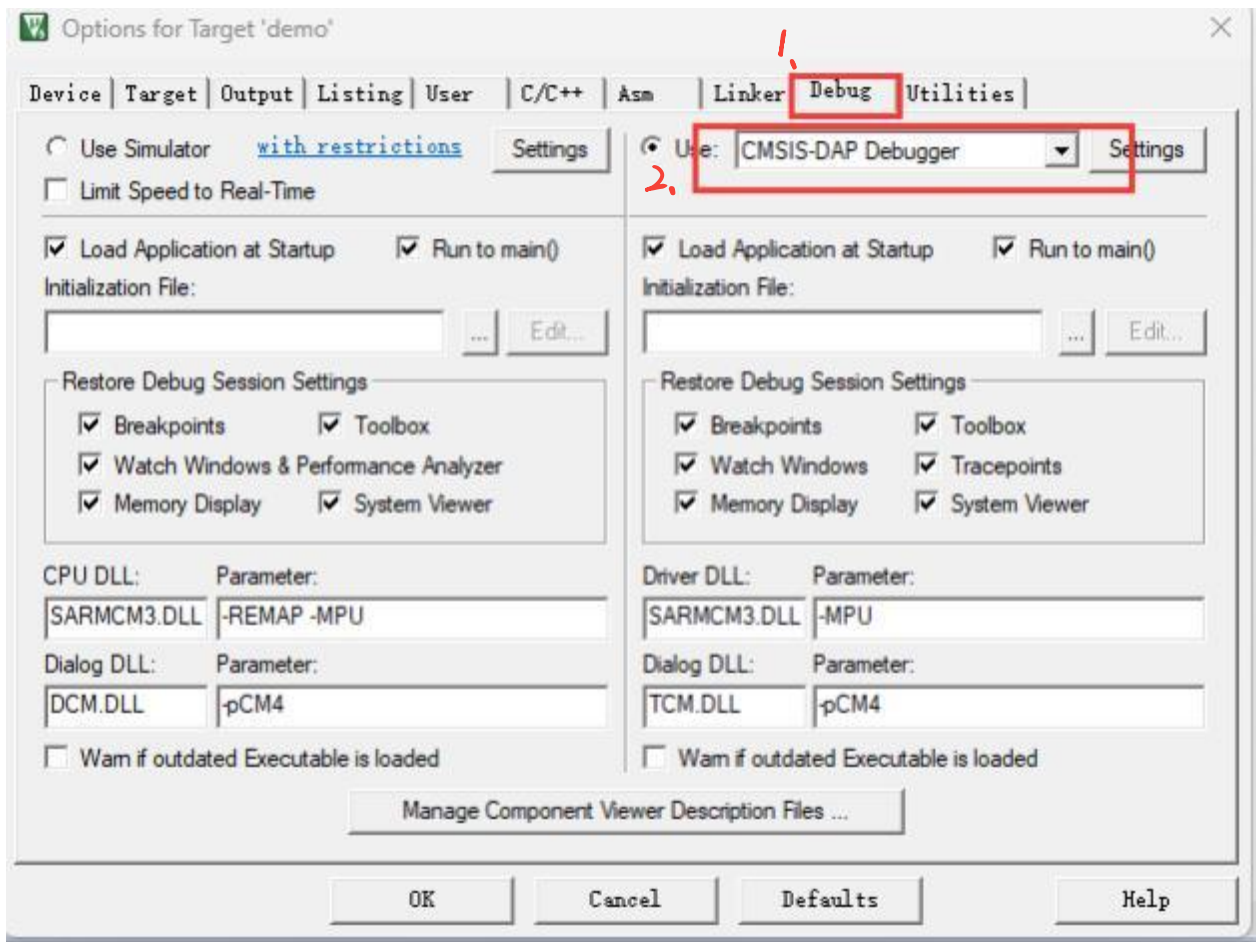 Options for Target 'demo'
1.
Device Target Output Listing User C/C++ Asm Linker Debug Utilities
Use Simulator with restrictions Settings Use: CMSIS-DAP Debugger Settings
2.
Limit Speed to Real-Time
Load Application at Startup Run to main() Load Application at Startup Run to main()
Initialization File: Initialization File:
... Edit... ... Edit...
Restore Debug Session Settings Restore Debug Session Settings
Breakpoints Toolbox Breakpoints Toolbox
Watch Windows & Performance Analyzer Watch Windows Tracepoints
Memory Display System Viewer Memory Display System Viewer
CPU DLL: Parameter: Driver DLL: Parameter:
SARMCM3.DLL -REMAP -MPU SARMCM3.DLL -MPU
Dialog DLL: Parameter: Dialog DLL: Parameter:
DCM.DLL -pCM4 TCM.DLL -pCM4
Warn if outdated Executable is loaded Warn if outdated Executable is loaded
Manage Component Viewer Description Files ...
OK Cancel Defaults Help